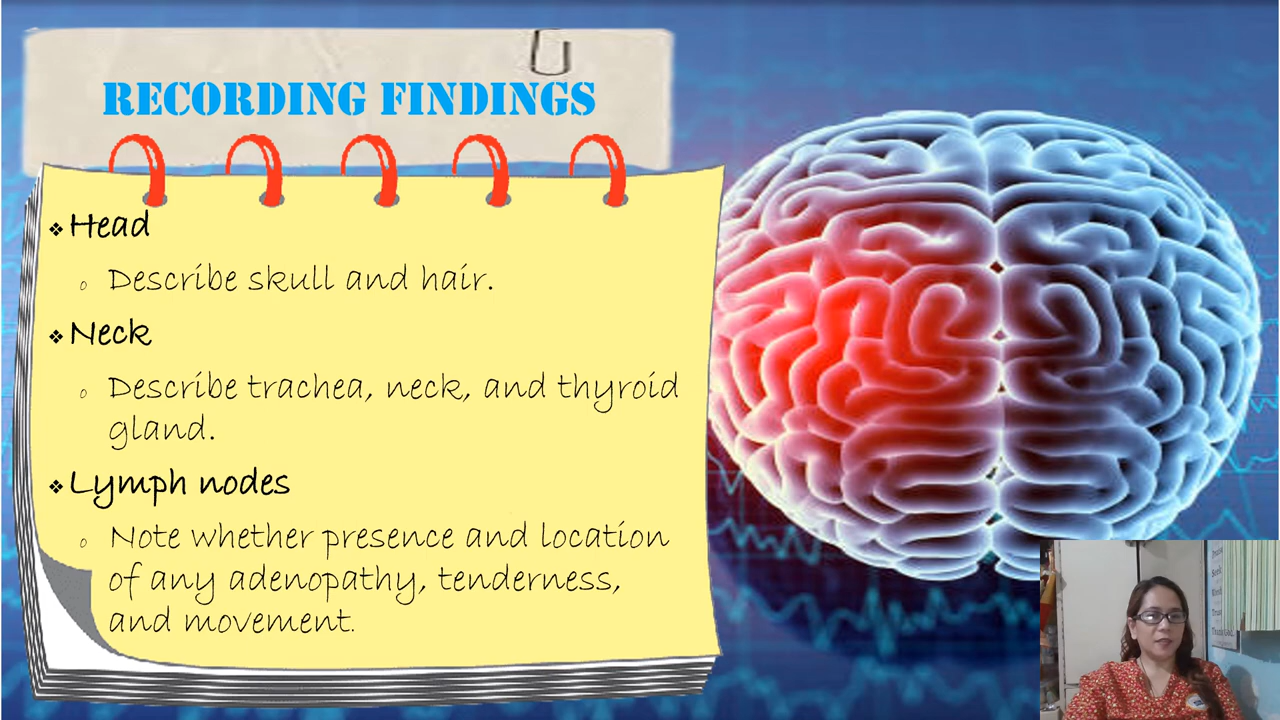 RECORDING FINDINGS
❖ Head
o Describe skull and hair.
❖ Neck
o Describe trachea, neck, and thyroid
gland.
❖ Lymph nodes
o Note whether presence and location
of any adenopathy, tenderness,
and movement.